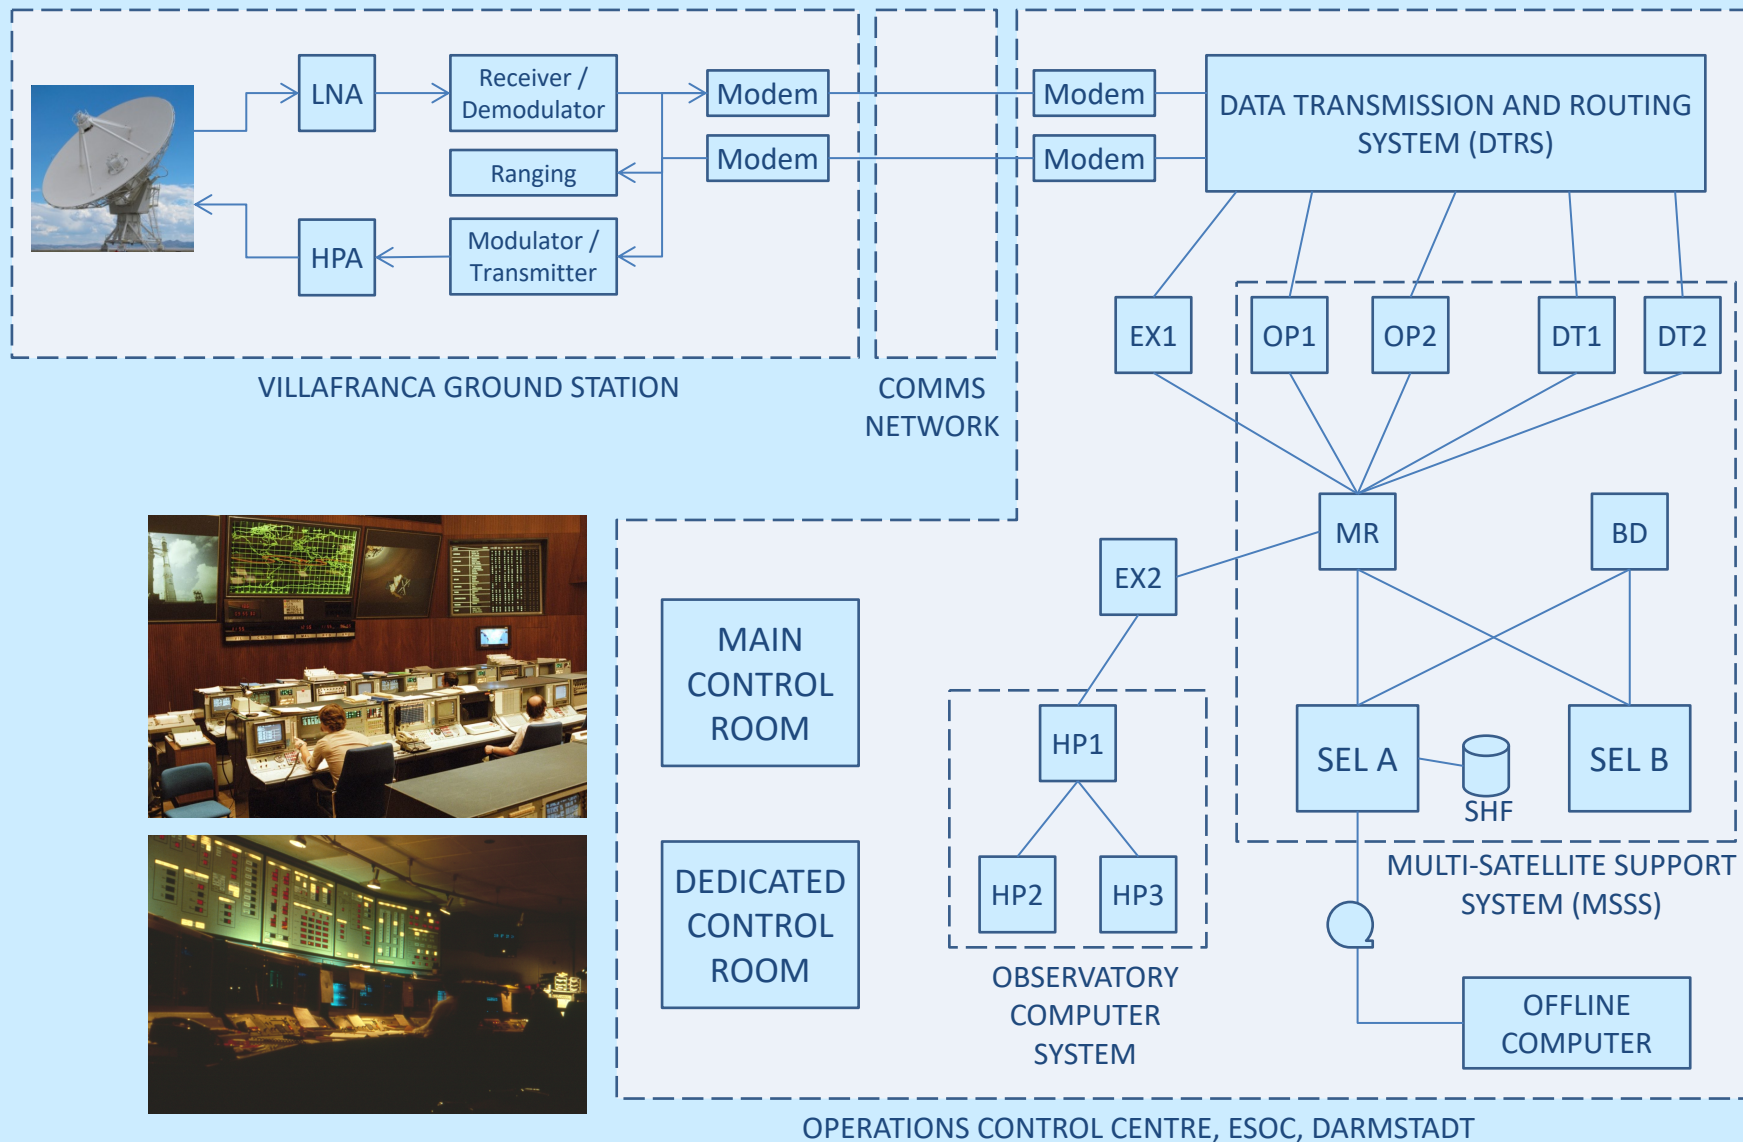 LNA
Receiver /
Demodulator
Modem
Modem
DATA TRANSMISSION AND ROUTING
SYSTEM (DTRS)
Ranging
Modem
Modem
HPA
Modulator /
Transmitter
VILLAFRANCA GROUND STATION
COMMS
NETWORK
EX1
OP1
OP2
DT1
DT2
MR
BD
EX2
MAIN
CONTROL
ROOM
HP1
SEL A
SHF
SEL B
DEDICATED
CONTROL
ROOM
HP2
HP3
MULTI-SATELLITE SUPPORT
SYSTEM (MSSS)
OBSERVATORY
COMPUTER
SYSTEM
OFFLINE
COMPUTER
OPERATIONS CONTROL CENTRE, ESOC, DARMSTADT